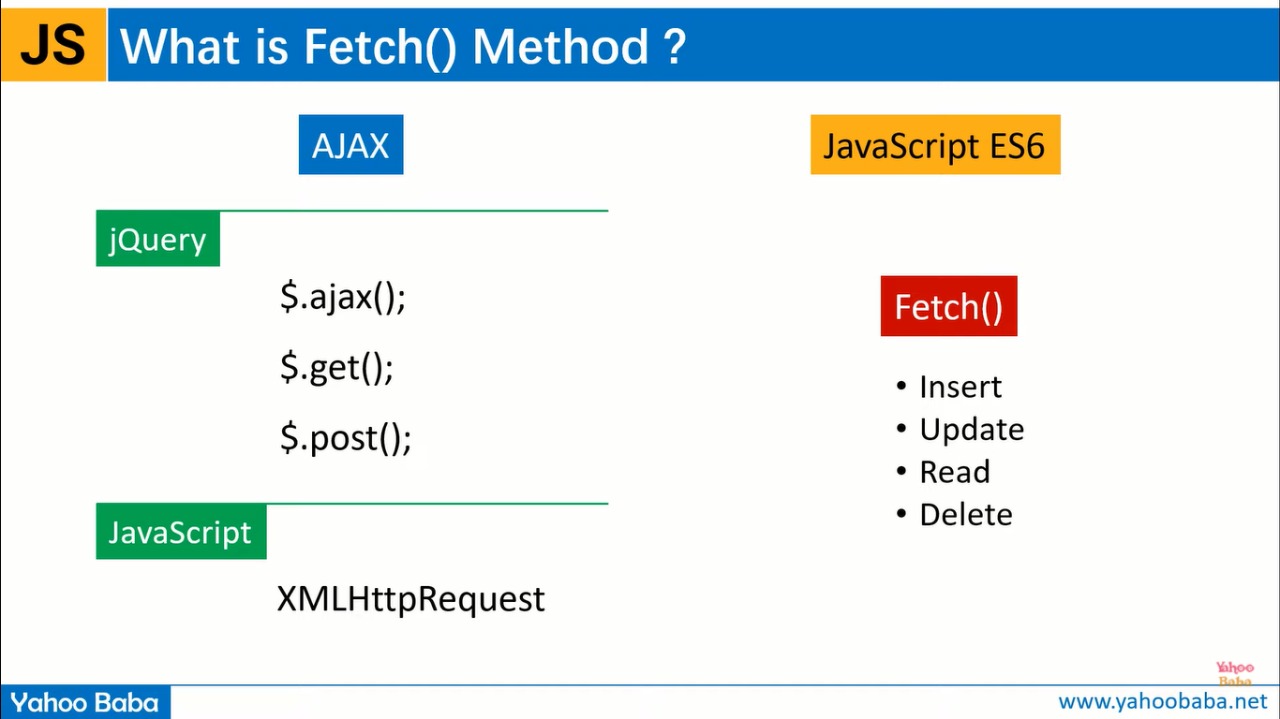 JS
What is Fetch() Method ?
AJAX
jQuery
$.ajax();
$.get();
$.post();
JavaScript
XMLHttpRequest
JavaScript ES6
Fetch()
• Insert
• Update
• Read
• Delete
Yahoo
Baba
Yahoo Baba
www.yahoobaba.net